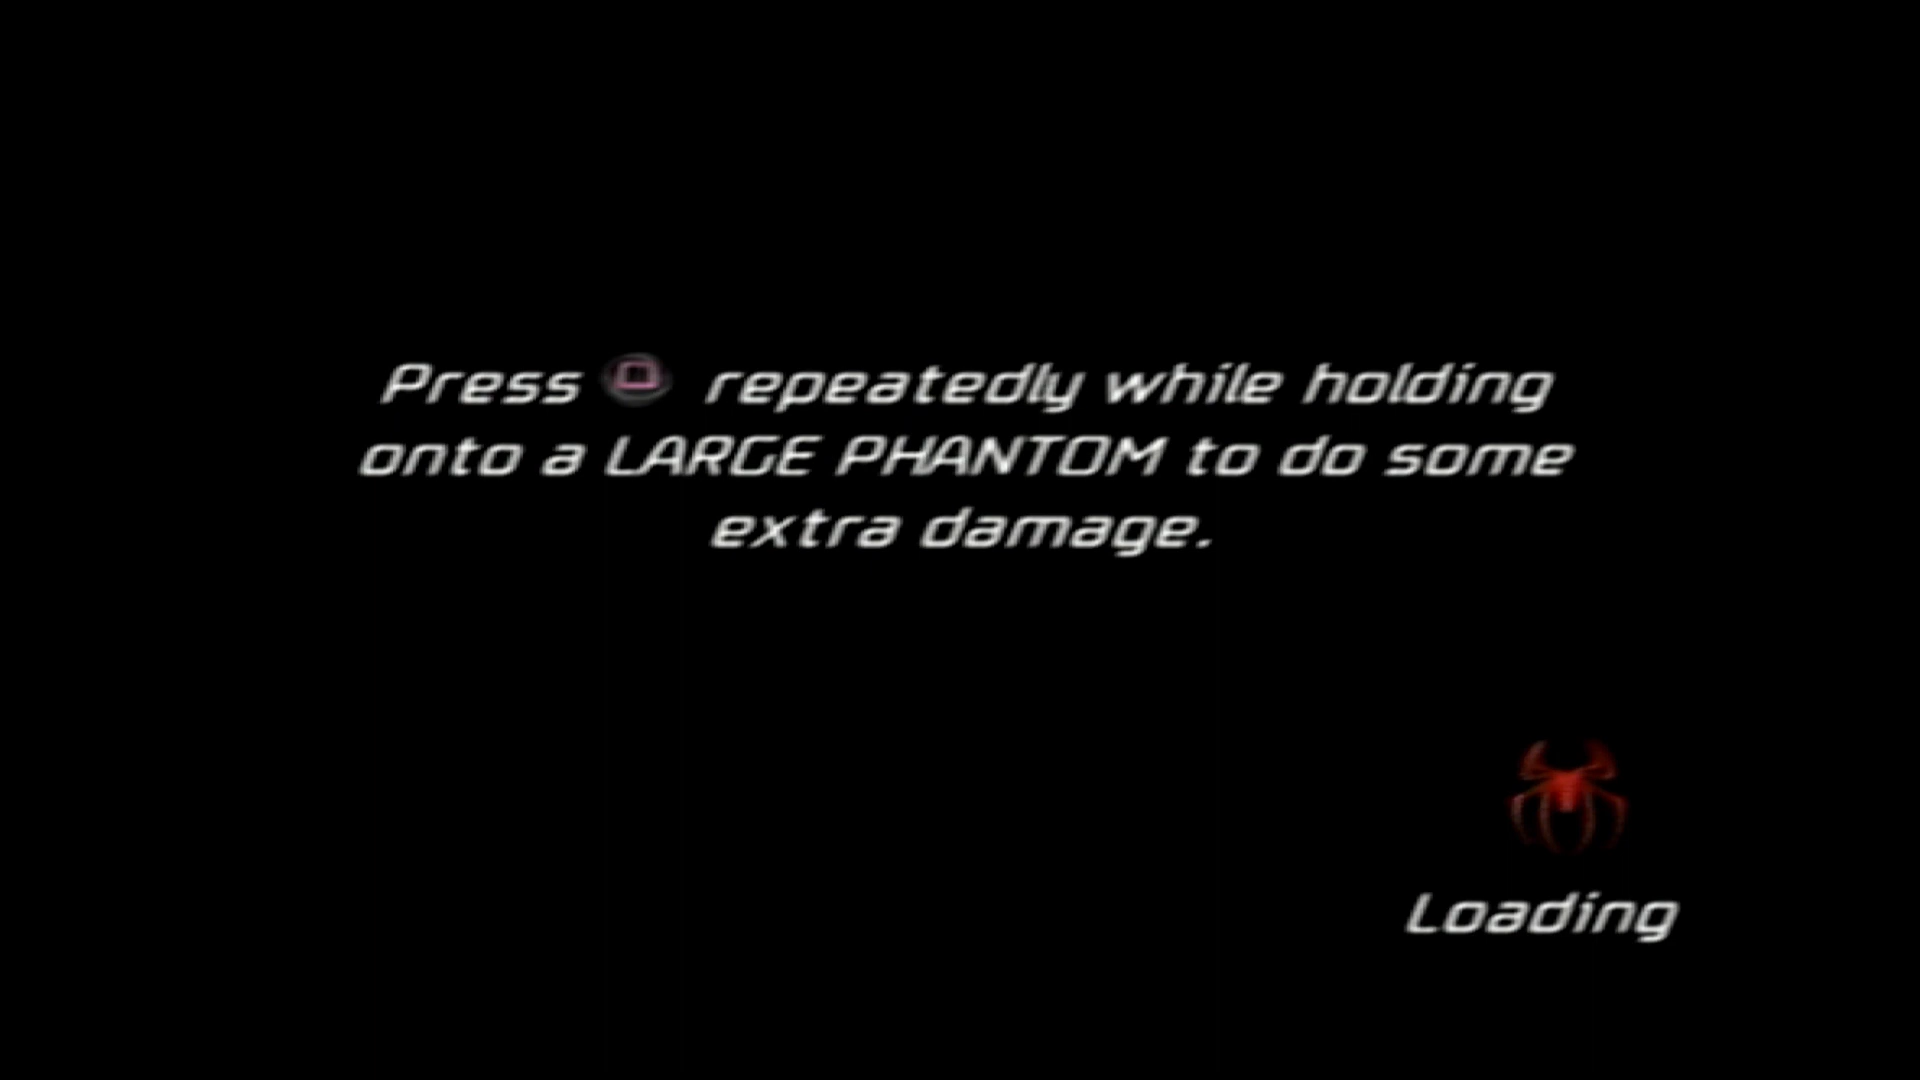 Press repeatedly while holding
onto a LARGE PHANTOM to do some
extra damage.
Loading